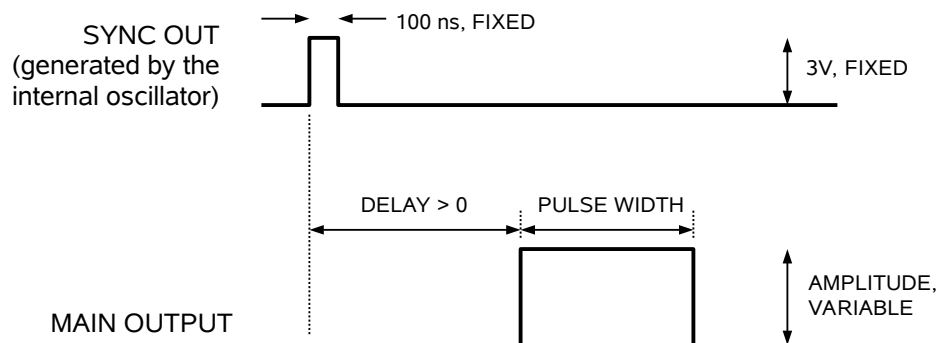 100 ns, FIXED
SYNC OUT
(generated by the
internal oscillator)
3V, FIXED
DELAY > 0
PULSE WIDTH
AMPLITUDE,
VARIABLE
MAIN OUTPUT